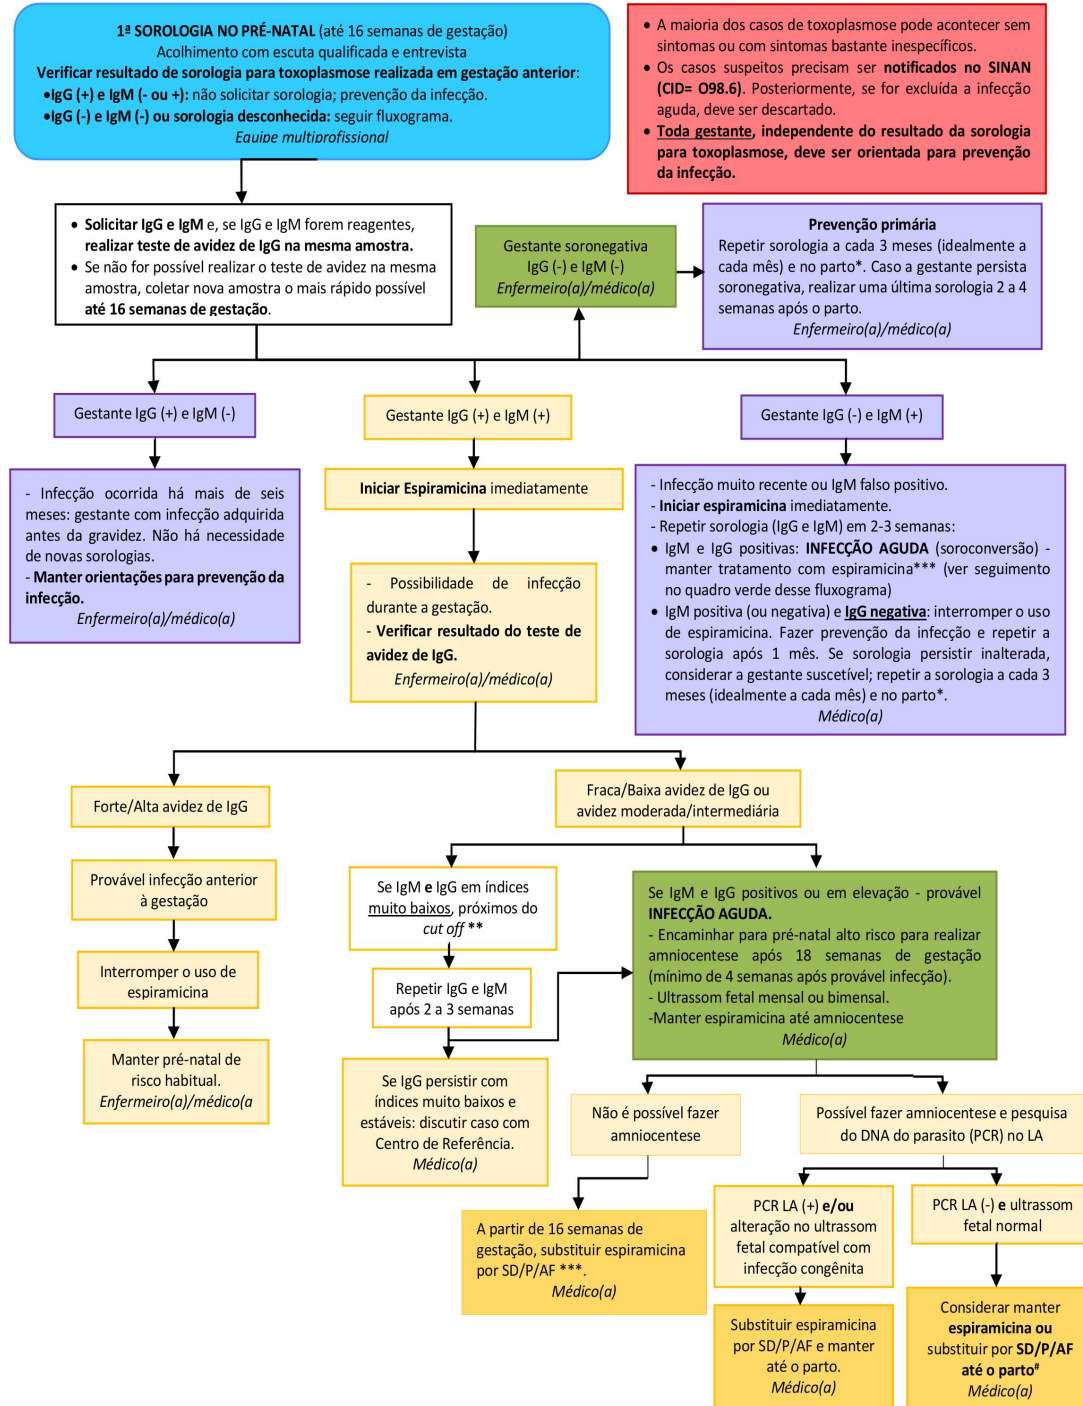 1ª SOROLOGIA NO PRÉ-NATAL (até 16 semanas de gestação)
Acolhimento com escuta qualificada e entrevista
Verificar resultado de sorologia para toxoplasmose realizada em gestação anterior:
•IgG (+) e IgM (- ou +): não solicitar sorologia; prevenção da infecção.
•IgG (-) e IgM (-) ou sorologia desconhecida: seguir fluxograma.
Equipe multiprofissional
• A maioria dos casos de toxoplasmose pode acontecer sem
sintomas ou com sintomas bastante inespecíficos.
• Os casos suspeitos precisam ser notificados no SINAN
(CID= O98.6). Posteriormente, se for excluída a infecção
aguda, deve ser descartado.
• Toda gestante, independente do resultado da sorologia
para toxoplasmose, deve ser orientada para prevenção
da infecção.
• Solicitar IgG e IgM e, se IgG e IgM forem reagentes,
realizar teste de avidez de IgG na mesma amostra.
• Se não for possível realizar o teste de avidez na mesma
amostra, coletar nova amostra o mais rápido possível
até 16 semanas de gestação.
Gestante soronegativa
IgG (-) e IgM (-)
Enfermeiro(a)/médico(a)
Prevenção primária
Repetir sorologia a cada 3 meses (idealmente a
cada mês) e no parto*. Caso a gestante persista
soronegativa, realizar uma última sorologia 2 a 4
semanas após o parto.
Enfermeiro(a)/médico(a)
Gestante IgG (+) e IgM (-)
Gestante IgG (+) e IgM (+)
Gestante IgG (-) e IgM (+)
- Infecção ocorrida há mais de seis
meses: gestante com infecção adquirida
antes da gravidez. Não há necessidade
de novas sorologias.
- Manter orientações para prevenção da
infecção.
Enfermeiro(a)/médico(a)
Iniciar Espiramicina imediatamente
- Possibilidade de infecção
durante a gestação.
- Verificar resultado do teste de
avidez de IgG.
Enfermeiro(a)/médico(a)
- Infecção muito recente ou IgM falso positivo.
- Iniciar espiramicina imediatamente.
- Repetir sorologia (IgG e IgM) em 2-3 semanas:
• IgM e IgG positivas: INFECÇÃO AGUDA (soroconversão) -
manter tratamento com espiramicina*** (ver seguimento
no quadro verde desse fluxograma)
• IgM positiva (ou negativa) e IgG negativa: interromper o uso
de espiramicina. Fazer prevenção da infecção e repetir a
sorologia após 1 mês. Se sorologia persistir inalterada,
considerar a gestante suscetível; repetir a sorologia a cada 3
meses (idealmente a cada mês) e no parto*.
Médico(a)
Forte/Alta avidez de IgG
Fraca/Baixa avidez de IgG ou
avidez moderada/intermediária
Provável infecção anterior
à gestação
Interromper o uso de
espiramicina
Manter pré-natal de
risco habitual.
Enfermeiro(a)/médico(a
Se IgM e IgG em índices
muito baixos, próximos do
cut off **
Repetir IgG e IgM
após 2 a 3 semanas
Se IgG persistir com
índices muito baixos e
estáveis: discutir caso com
Centro de Referência.
Médico(a)
Se IgM e IgG positivos ou em elevação - provável
INFECÇÃO AGUDA.
- Encaminhar para pré-natal alto risco para realizar
amniocentese após 18 semanas de gestação
(mínimo de 4 semanas após provável infecção).
- Ultrassom fetal mensal ou bimensal.
-Manter espiramicina até amniocentese
Médico(a)
Não é possível fazer
amniocentese
Possível fazer amniocentese e pesquisa
do DNA do parasito (PCR) no LA
A partir de 16 semanas de
gestação, substituir espiramicina
por SD/P/AF ***.
Médico(a)
PCR LA (+) e/ou
alteração no ultrassom
fetal compatível com
infecção congênita
PCR LA (-) e ultrassom
fetal normal
Substituir espiramicina
por SD/P/AF e manter
até o parto.
Médico(a)
Considerar manter
espiramicina ou
substituir por SD/P/AF
até o parto#
Médico(a)